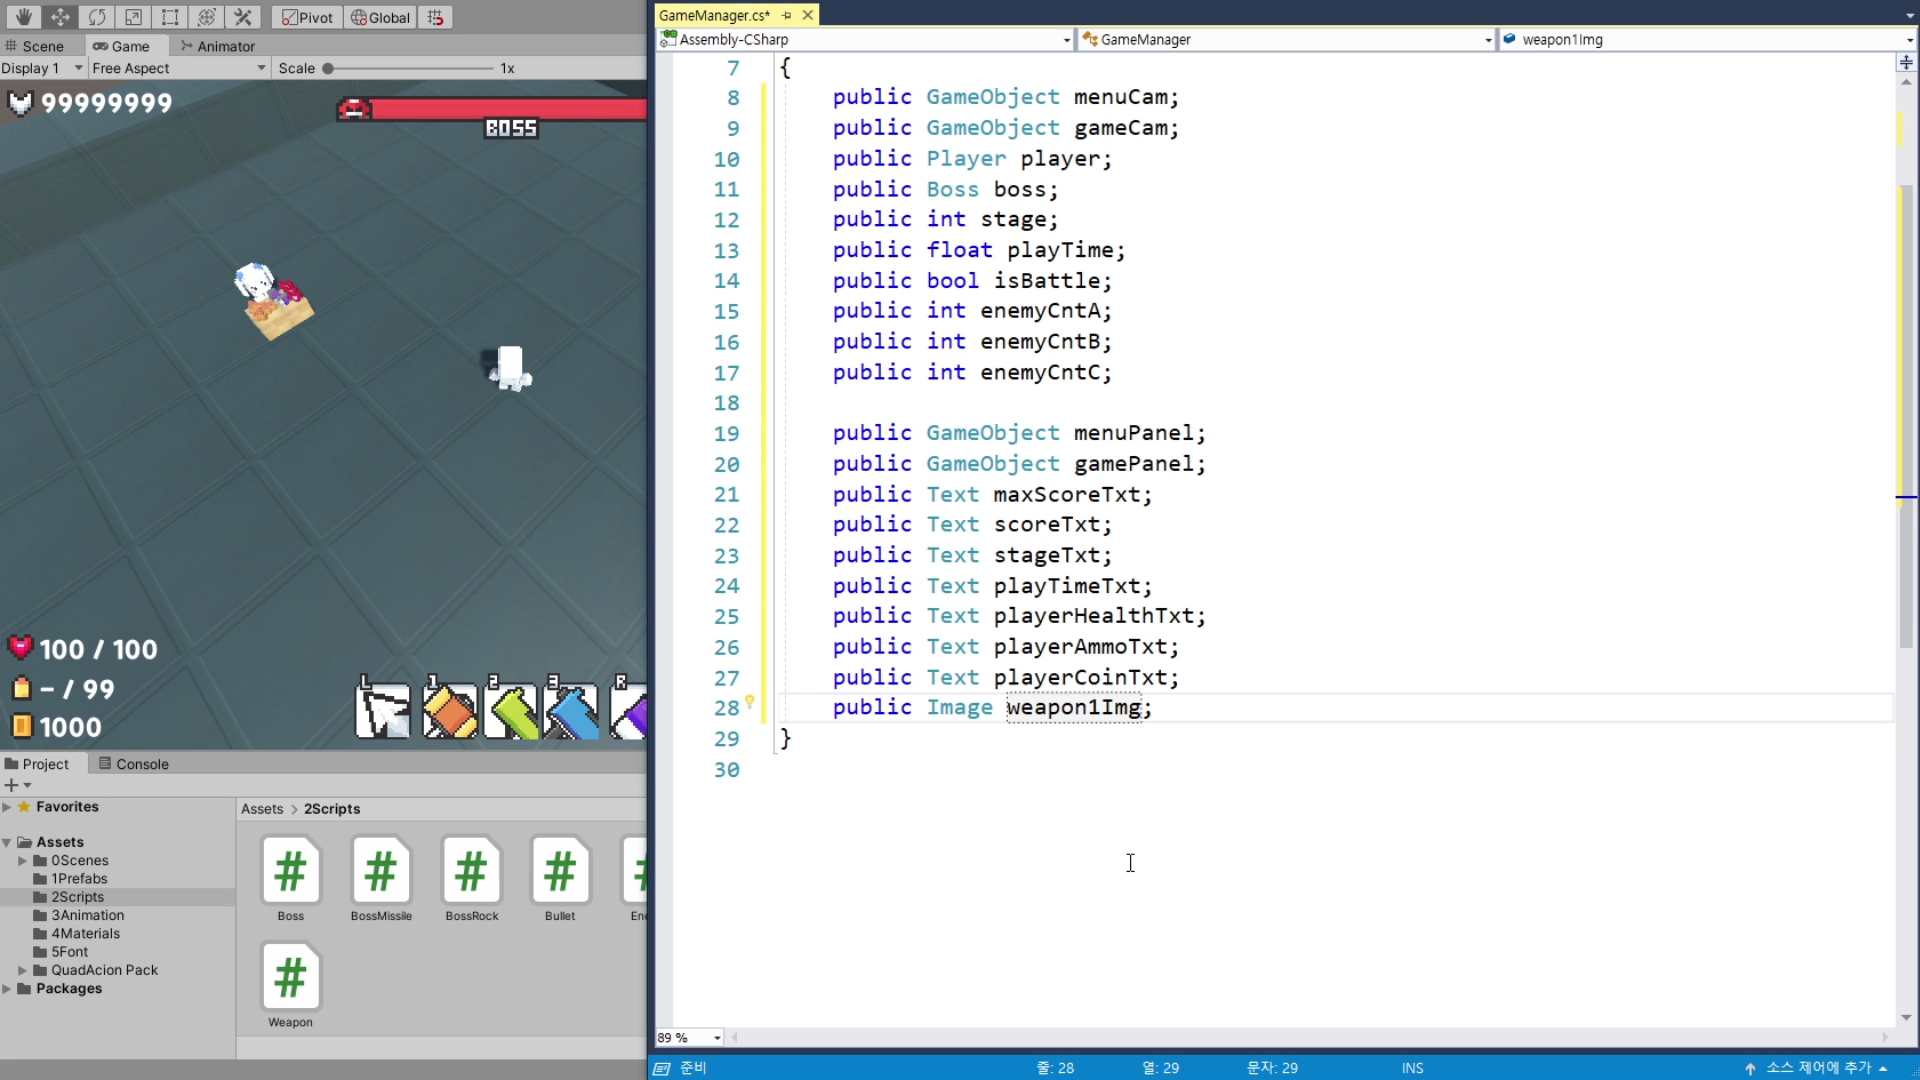 Pivot Global
Scene Game Animator
Display 1 Free Aspect Scale 1x
99999999
BOSS
100 / 100
- / 99
1000
L 1 2 3 R
Project Console
Favorites
Assets
0Scenes
1Prefabs
2Scripts
3Animation
4Materials
5Font
QuadAcion Pack
Packages
Assets > 2Scripts
Boss BossMissile BossRock Bullet Ene
Weapon
GameManager.cs*
Assembly-CSharp GameManager weapon1Img
7 {
8 public GameObject menuCam;
9 public GameObject gameCam;
10 public Player player;
11 public Boss boss;
12 public int stage;
13 public float playTime;
14 public bool isBattle;
15 public int enemyCntA;
16 public int enemyCntB;
17 public int enemyCntC;
18
19 public GameObject menuPanel;
20 public GameObject gamePanel;
21 public Text maxScoreTxt;
22 public Text scoreTxt;
23 public Text stageTxt;
24 public Text playTimeTxt;
25 public Text playerHealthTxt;
26 public Text playerAmmoTxt;
27 public Text playerCoinTxt;
28 public Image weapon1Img;
29 }
30
89 %
준비 줄: 28 열: 29 문자: 29 INS 소스 제어에 추가